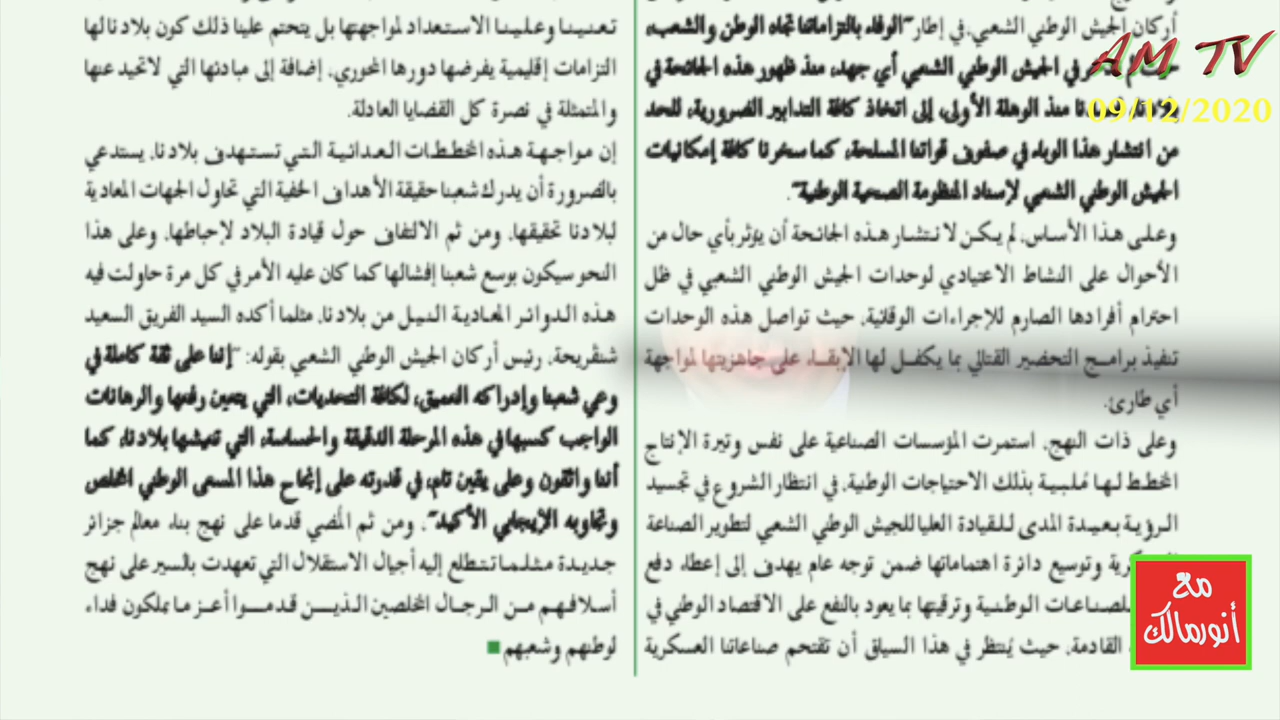 أركان الجيش الوطني الشعبي، في إطار "الوفاء بالتزاماتنا تجاه الوطن والشعب،
في الجيش الوطني الشعبي أي جهد، منذ ظهور هذه الجائحة في
منذ الوهلة الأولى، إلى اتخاذ كافة التدابير الضرورية، للحد
من انتشار هذا الوباء في صفوف قواتنا المسلحة، كما سخرنا كافة إمكانيات
الجيش الوطني الشعبي لإسناد المنظومة الصحية الوطنية".
وعلى هذا الأساس، لم يكن لانتشار هذه الجائحة أن يؤثر بأي حال من
الأحوال على النشاط الاعتيادي لوحدات الجيش الوطني الشعبي في ظل
احترام أفرادها الصارم للإجراءات الوقائية، حيث تواصل هذه الوحدات
تنفيذ برامج التحضير القتالي بما يكفل لها الإبقاء على جاهزيتها لمواجهة
أي طارئ.
وعلى ذات النهج، استمرت المؤسسات الصناعية على نفس وتيرة الإنتاج
المخطط لها مُلبية بذلك الاحتياجات الوطنية، في انتظار الشروع في تجسيد
الرؤية بعيدة المدى للقيادة العليا للجيش الوطني الشعبي لتطوير الصناعة
وتوسيع دائرة اهتماماتها ضمن توجه عام يهدف إلى إعطاء دفع
للصناعات الوطنية وترقيتها بما يعود بالنفع على الاقتصاد الوطني في
القادمة، حيث يُنتظر في هذا السياق أن تقتحم صناعاتنا العسكرية
تعنينا وعلينا الاستعداد لمواجهتها بل يتحتم علينا ذلك كون بلادنا لها
التزامات إقليمية يفرضها دورها المحوري، إضافة إلى مبادئها التي لا تحيد عنها
والمتمثلة في نصرة كل القضايا العادلة.
إن مواجهة هذه المخططات العدائية التي تستهدف بلادنا، يستدعي
بالضرورة أن يدرك شعبنا حقيقة الأهداف الخفية التي تحاول الجهات المعادية
لبلادنا تحقيقها، ومن ثم الالتفاف حول قيادة البلاد لإحباطها، وعلى هذا
النحو سيكون بوسع شعبنا إفشالها كما كان عليه الأمر في كل مرة حاولت فيه
هذه الدوائر المعادية النيل من بلادنا، مثلما أكده السيد الفريق السعيد
شنڨريحة، رئيس أركان الجيش الوطني الشعبي بقوله: "إننا على ثقة كاملة في
وعي شعبنا وإدراكه العميق، لكافة التحديات، التي يتعين رفعها والرهانات
الواجب كسبها في هذه المرحلة الدقيقة والحساسة، التي تعيشها بلادنا، كما
أننا واثقون وعلى يقين تام، في قدرته على إنجاح هذا المسعى الوطني المخلص
وتجاوبه الإيجابي الأكيد"، ومن ثم المُضي قدما على نهج بناء معالم جزائر
جديدة مثلما تتطلع إليه أجيال الاستقلال التي تعهدت بالسير على نهج
أسلافهم من الرجال المخلصين الذين قدموا أعز ما يملكون فداء
لوطنهم وشعبهم
AM TV
09/12/2020
مع
أنورمالك